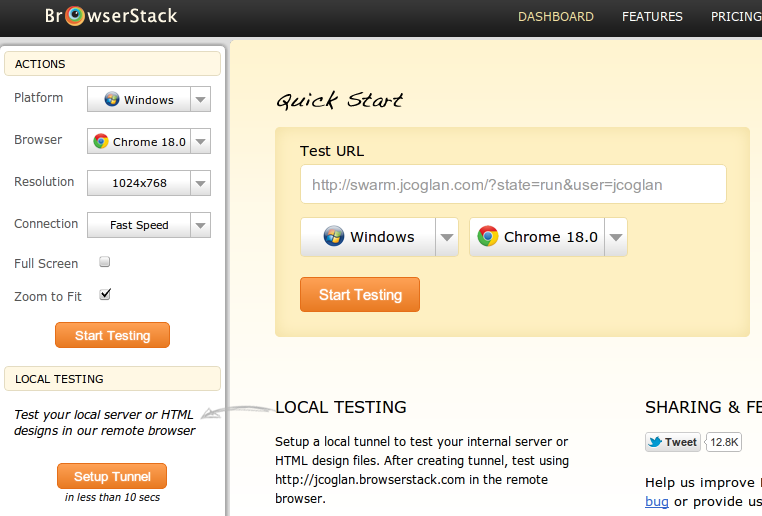 BrowserStack
DASHBOARD FEATURES PRICING
ACTIONS
Platform Windows
Browser Chrome 18.0
Resolution 1024x768
Connection Fast Speed
Full Screen
Zoom to Fit
Start Testing
LOCAL TESTING
Test your local server or HTML
designs in our remote browser
Setup Tunnel
in less than 10 secs
Quick Start
Test URL
http://swarm.jcoglan.com/?state=run&user=jcoglan
Windows Chrome 18.0
Start Testing
LOCAL TESTING
Setup a local tunnel to test your internal server or
HTML design files. After creating tunnel, test using
http://jcoglan.browserstack.com in the remote
browser.
SHARING & FE
Tweet 12.8K
Help us improve
bug or provide us